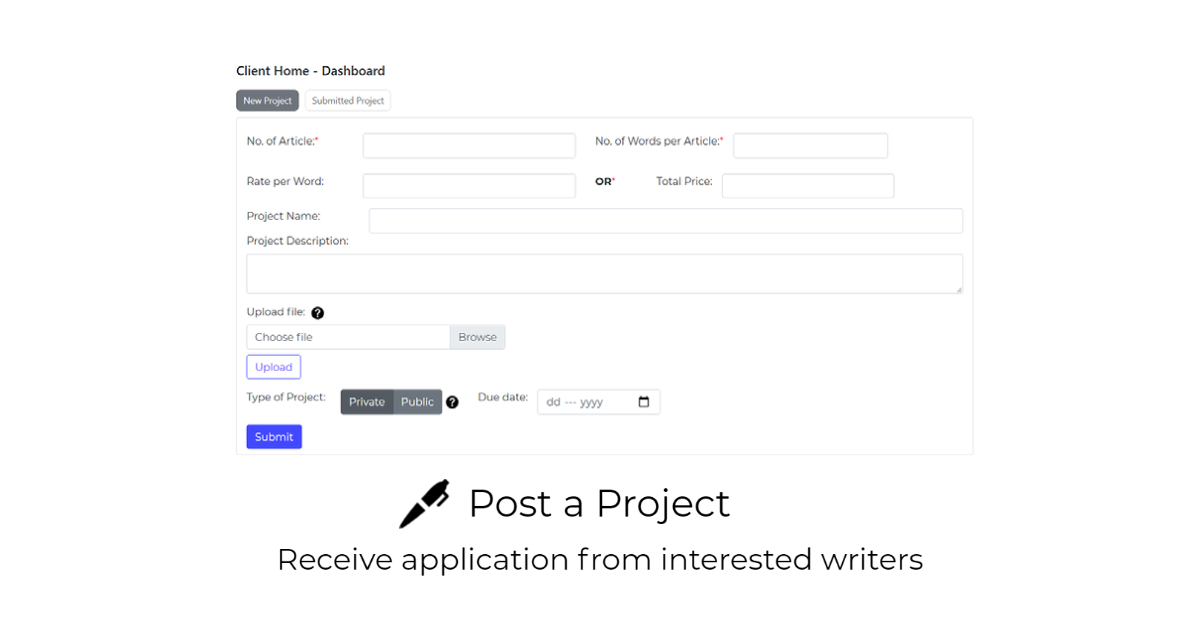 Client Home - Dashboard
New Project Submitted Project
No. of Article:* No. of Words per Article:*
Rate per Word: OR* Total Price:
Project Name:
Project Description:
Upload file: ?
Choose file Browse
Upload
Type of Project: Private Public ? Due date: dd --- yyyy
Submit
Post a Project
Receive application from interested writers